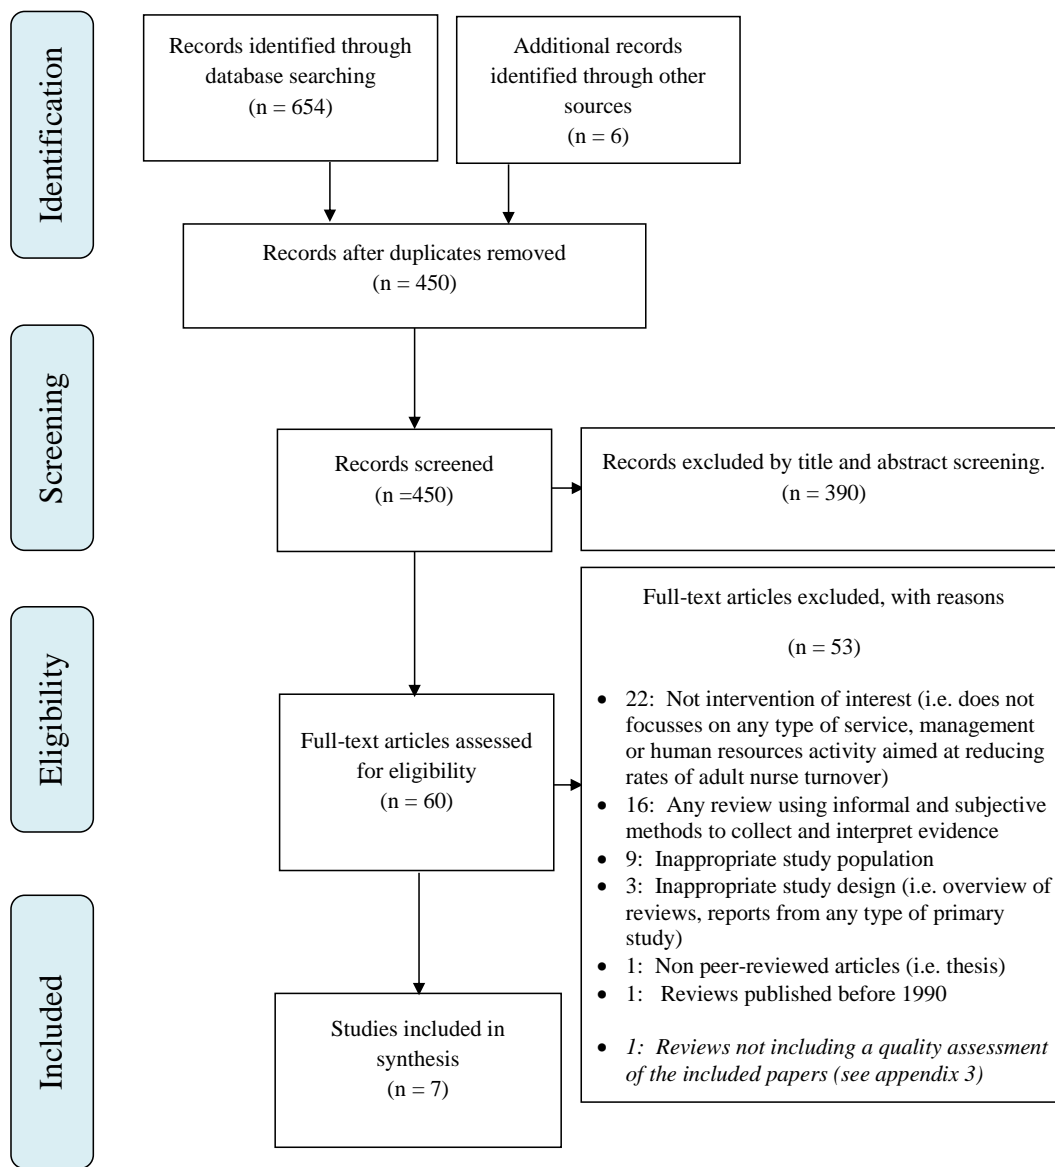 Identification
Records identified through
database searching
(n = 654)
Additional records
identified through other
sources
(n = 6)
Records after duplicates removed
(n = 450)
Screening
Records screened
(n =450)
Records excluded by title and abstract screening.
(n = 390)
Eligibility
Full-text articles assessed
for eligibility
(n = 60)
Full-text articles excluded, with reasons
(n = 53)
• 22: Not intervention of interest (i.e. does not
focusses on any type of service, management
or human resources activity aimed at reducing
rates of adult nurse turnover)
• 16: Any review using informal and subjective
methods to collect and interpret evidence
• 9: Inappropriate study population
• 3: Inappropriate study design (i.e. overview of
reviews, reports from any type of primary
study)
• 1: Non peer-reviewed articles (i.e. thesis)
• 1: Reviews published before 1990
• 1: Reviews not including a quality assessment
of the included papers (see appendix 3)
Included
Studies included in
synthesis
(n = 7)